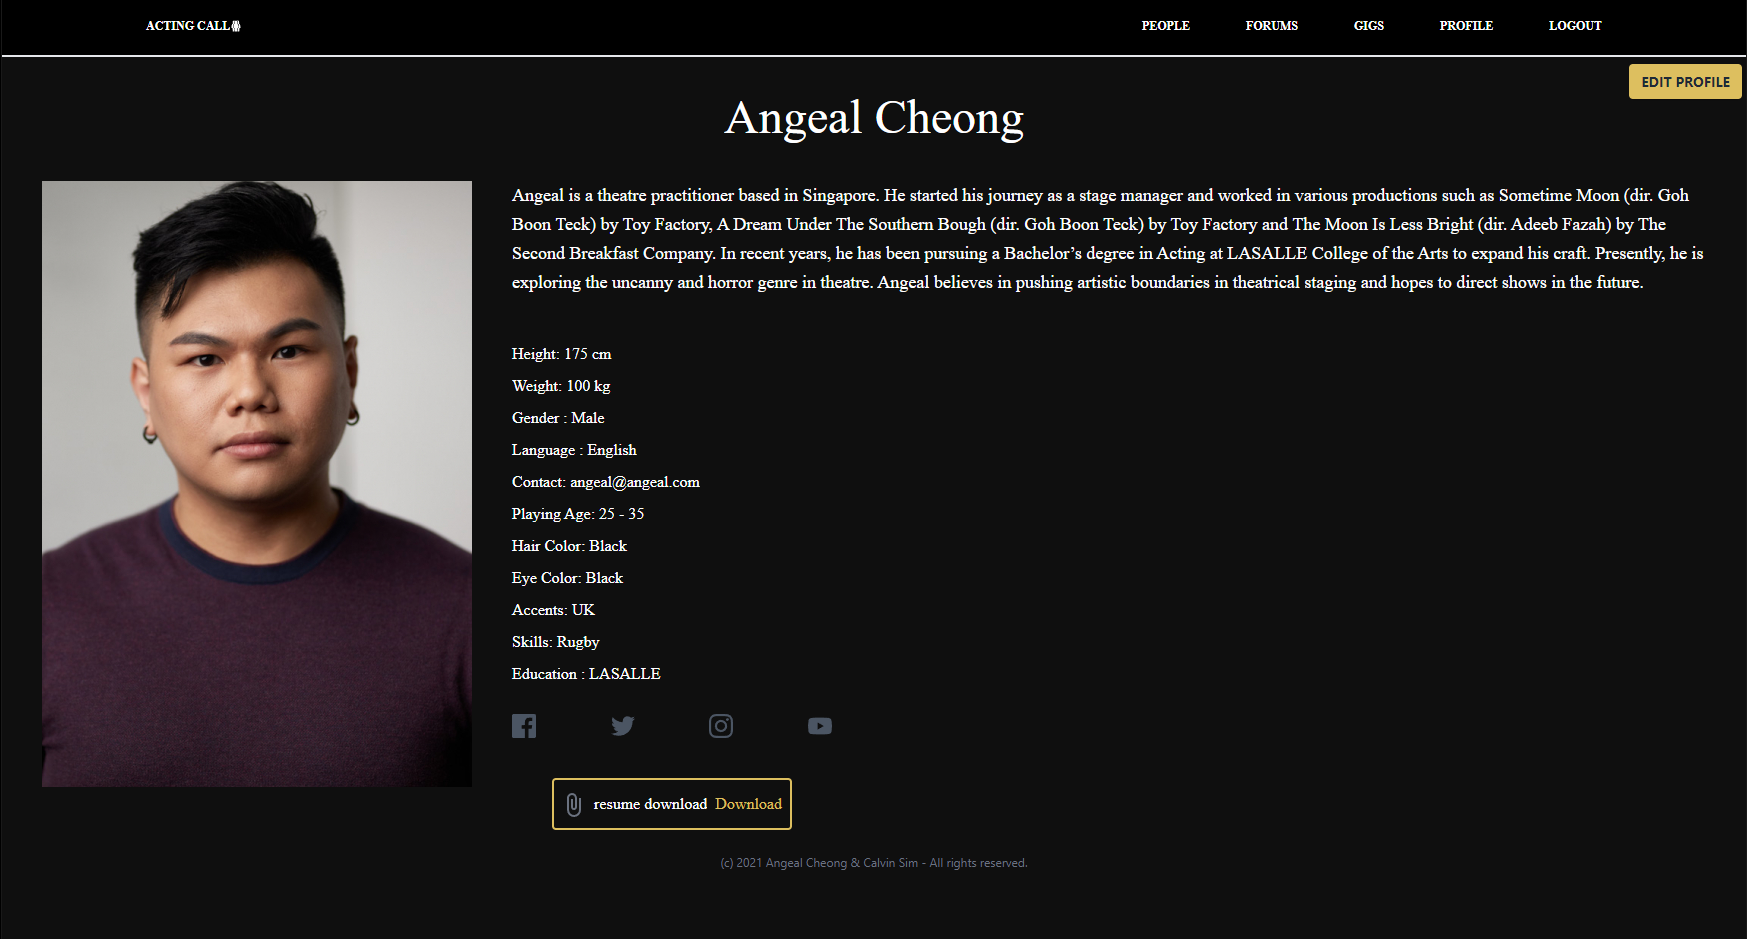 ACTING CALL
PEOPLE
FORUMS
GIGS
PROFILE
LOGOUT
EDIT PROFILE
Angeal Cheong
Angeal is a theatre practitioner based in Singapore. He started his journey as a stage manager and worked in various productions such as Sometime Moon (dir. Goh
Boon Teck) by Toy Factory, A Dream Under The Southern Bough (dir. Goh Boon Teck) by Toy Factory and The Moon Is Less Bright (dir. Adeeb Fazah) by The
Second Breakfast Company. In recent years, he has been pursuing a Bachelor’s degree in Acting at LASALLE College of the Arts to expand his craft. Presently, he is
exploring the uncanny and horror genre in theatre. Angeal believes in pushing artistic boundaries in theatrical staging and hopes to direct shows in the future.
Height: 175 cm
Weight: 100 kg
Gender : Male
Language : English
Contact: angeal@angeal.com
Playing Age: 25 - 35
Hair Color: Black
Eye Color: Black
Accents: UK
Skills: Rugby
Education : LASALLE
resume download Download
(c) 2021 Angeal Cheong & Calvin Sim - All rights reserved.